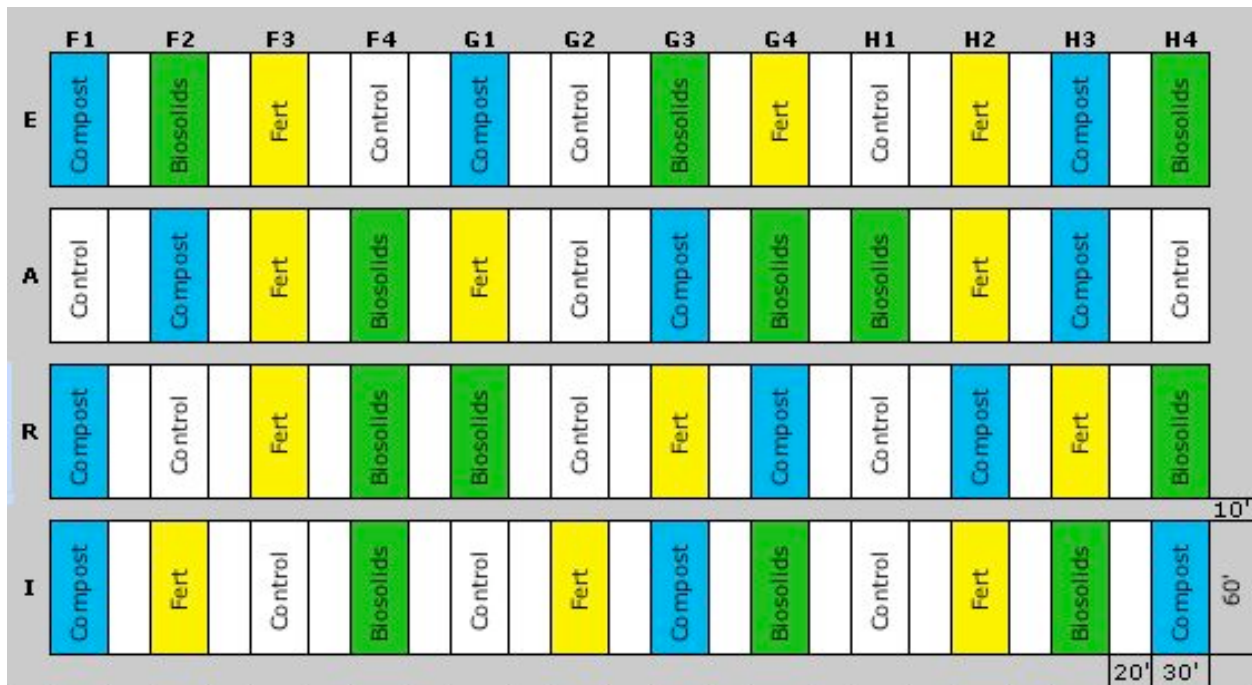 F1 F2 F3 F4 G1 G2 G3 G4 H1 H2 H3 H4
E Compost Biosolids Fert Control Compost Control Biosolids Fert Control Fert Compost Biosolids
A Control Compost Fert Biosolids Fert Control Compost Biosolids Biosolids Fert Compost Control
R Compost Control Fert Biosolids Biosolids Control Fert Compost Control Compost Fert Biosolids
10'
I Compost Fert Control Biosolids Control Fert Compost Biosolids Control Fert Biosolids Compost 60'
20' 30'